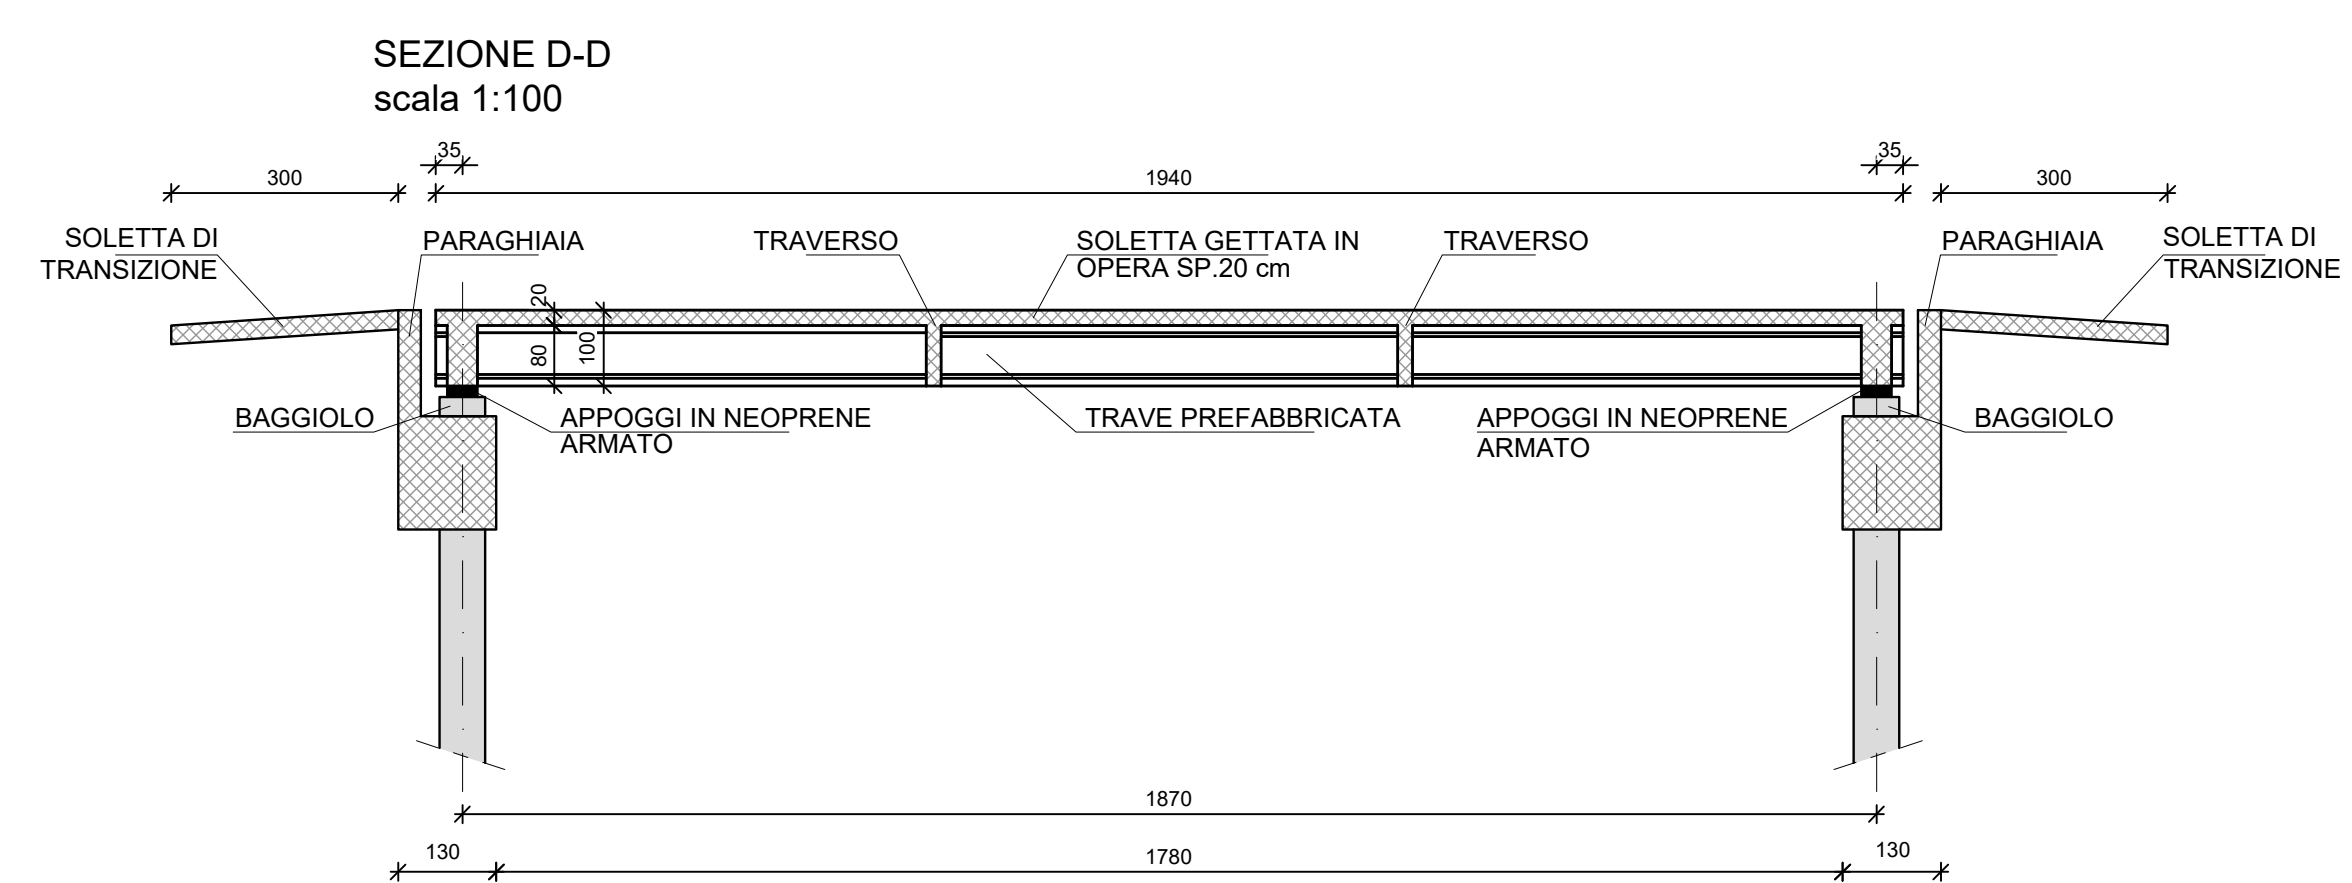 SEZIONE D-D
scala 1:100
35
35
300
1940
300
SOLETTA DI
TRANSIZIONE
PARAGHIAIA
TRAVERSO
SOLETTA GETTATA IN
OPERA SP.20 cm
TRAVERSO
PARAGHIAIA
SOLETTA DI
TRANSIZIONE
20
80
100
BAGGIOLO
APPOGGI IN NEOPRENE
ARMATO
TRAVE PREFABBRICATA
APPOGGI IN NEOPRENE
ARMATO
BAGGIOLO
1870
130
1780
130